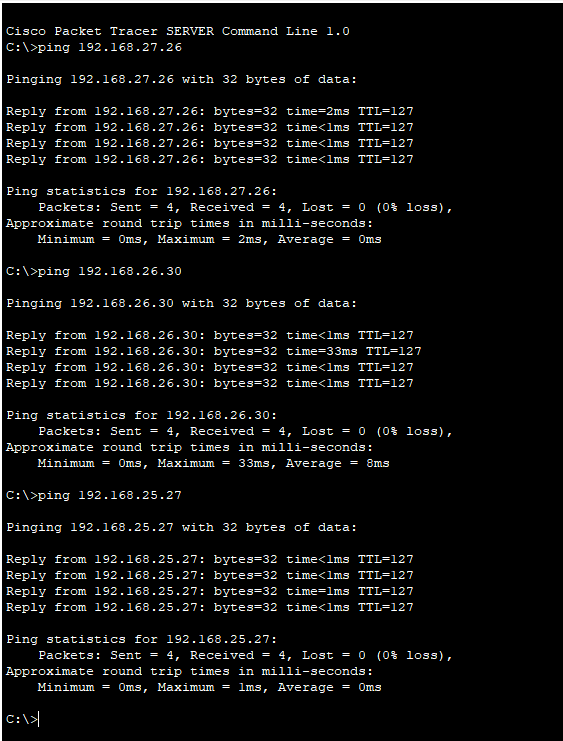 Cisco Packet Tracer SERVER Command Line 1.0
C:\>ping 192.168.27.26
Pinging 192.168.27.26 with 32 bytes of data:
Reply from 192.168.27.26: bytes=32 time=2ms TTL=127
Reply from 192.168.27.26: bytes=32 time<1ms TTL=127
Reply from 192.168.27.26: bytes=32 time<1ms TTL=127
Reply from 192.168.27.26: bytes=32 time<1ms TTL=127
Ping statistics for 192.168.27.26:
    Packets: Sent = 4, Received = 4, Lost = 0 (0% loss),
Approximate round trip times in milli-seconds:
    Minimum = 0ms, Maximum = 2ms, Average = 0ms
C:\>ping 192.168.26.30
Pinging 192.168.26.30 with 32 bytes of data:
Reply from 192.168.26.30: bytes=32 time<1ms TTL=127
Reply from 192.168.26.30: bytes=32 time=33ms TTL=127
Reply from 192.168.26.30: bytes=32 time<1ms TTL=127
Reply from 192.168.26.30: bytes=32 time<1ms TTL=127
Ping statistics for 192.168.26.30:
    Packets: Sent = 4, Received = 4, Lost = 0 (0% loss),
Approximate round trip times in milli-seconds:
    Minimum = 0ms, Maximum = 33ms, Average = 8ms
C:\>ping 192.168.25.27
Pinging 192.168.25.27 with 32 bytes of data:
Reply from 192.168.25.27: bytes=32 time<1ms TTL=127
Reply from 192.168.25.27: bytes=32 time<1ms TTL=127
Reply from 192.168.25.27: bytes=32 time=1ms TTL=127
Reply from 192.168.25.27: bytes=32 time<1ms TTL=127
Ping statistics for 192.168.25.27:
    Packets: Sent = 4, Received = 4, Lost = 0 (0% loss),
Approximate round trip times in milli-seconds:
    Minimum = 0ms, Maximum = 1ms, Average = 0ms
C:\>